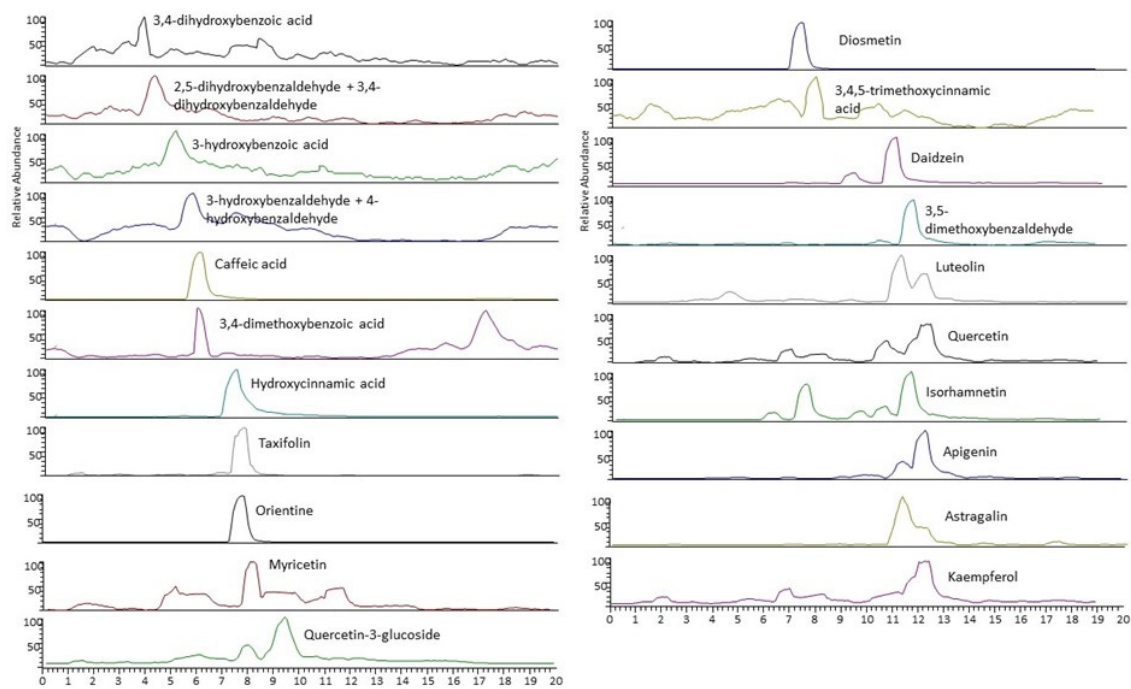 100
50
3,4-dihydroxybenzoic acid
100
50
2,5-dihydroxybenzaldehyde + 3,4-
dihydroxybenzaldehyde
100
50
3-hydroxybenzoic acid
Relative Abundance
100
50
3-hydroxybenzaldehyde + 4-
hydroxybenzaldehyde
100
50
Caffeic acid
100
50
3,4-dimethoxybenzoic acid
100
50
Hydroxycinnamic acid
100
50
Taxifolin
100
50
Orientine
100
50
Myricetin
100
50
Quercetin-3-glucoside
0 1 2 3 4 5 6 7 8 9 10 11 12 13 14 15 16 17 18 19 20
100
50
Diosmetin
100
50
3,4,5-trimethoxycinnamic
acid
100
50
Daidzein
Relative Abundance
100
50
3,5-
dimethoxybenzaldehyde
100
50
Luteolin
100
50
Quercetin
100
50
Isorhamnetin
100
50
Apigenin
100
50
Astragalin
100
50
Kaempferol
0 1 2 3 4 5 6 7 8 9 10 11 12 13 14 15 16 17 18 19 20